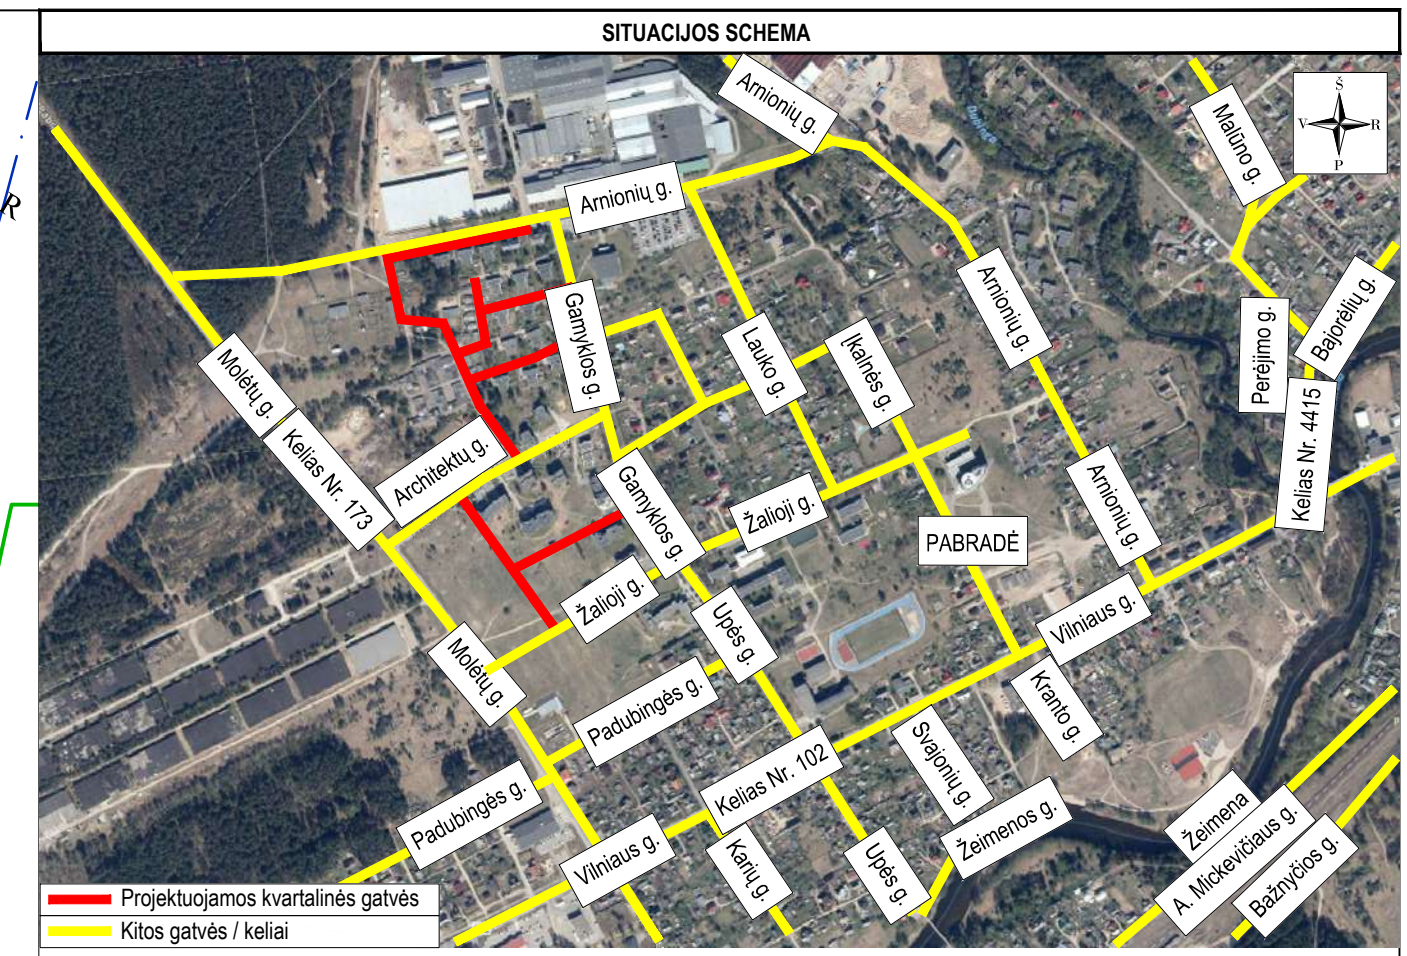 SITUACIJOS SCHEMA
Arnionių g.
Malūno g.
Š
V
R
P
Dubinga
R
Arnionių g.
Arnionių g.
Perėjimo g.
Bajorėlių g.
Gamyklos g.
Lauko g.
Įkalnės g.
Molėtų g.
Kelias Nr. 173
Architektų g.
Kelias Nr. 4415
Gamyklos g.
Žalioji g.
Arnionių g.
PABRADĖ
Žalioji g.
Upės g.
Vilniaus g.
Molėtų g.
Padubingės g.
Kranto g.
Svajonių g.
Kelias Nr. 102
Padubingės g.
Vilniaus g.
Karių g.
Upės g.
Žeimenos g.
Žeimena
A. Mickevičiaus g.
Bažnyčios g.
Projektuojamos kvartalinės gatvės
Kitos gatvės / keliai